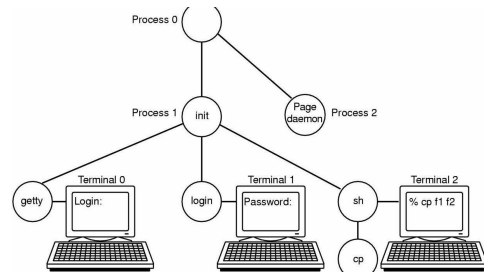 Process 0
Process 1
init
Page
daemon
Process 2
Terminal 0
Terminal 1
Terminal 2
getty
Login:
login
Password:
sh
% cp f1 f2
cp